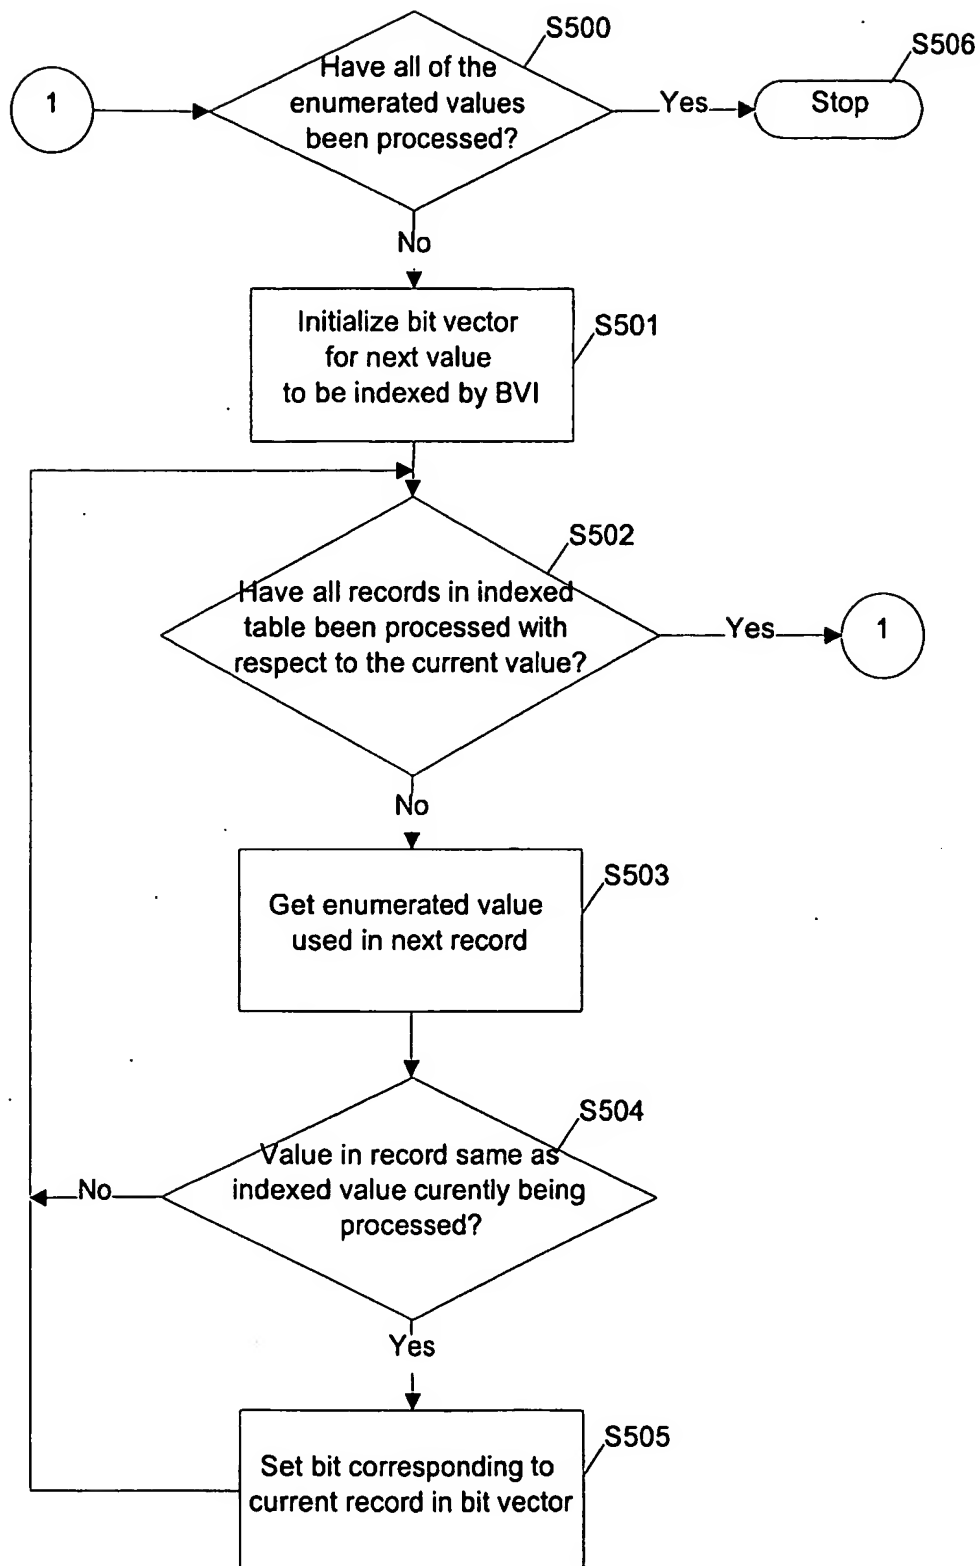 S500
S506
1
Have all of the
enumerated values
been processed?
Yes
Stop
No
Initialize bit vector
for next value
to be indexed by BVI
S501
S502
Have all records in indexed
table been processed with
respect to the current value?
Yes
1
No
S503
Get enumerated value
used in next record
S504
Value in record same as
indexed value curently being
processed?
No
Yes
S505
Set bit corresponding to
current record in bit vector